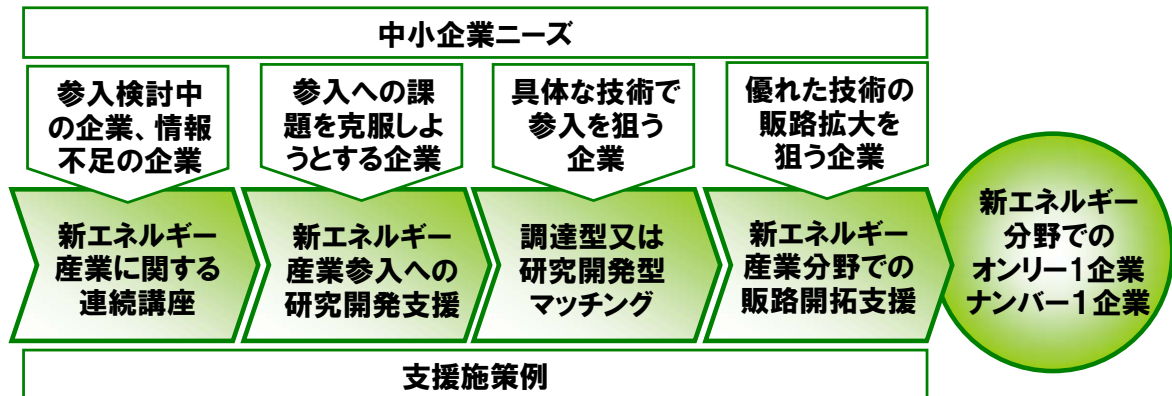 中小企業ニーズ
参入検討中
の企業、情報
不足の企業
参入への課
題を克服しよ
うとする企業
具体な技術で
参入を狙う
企業
優れた技術の
販路拡大を
狙う企業
新エネルギー
産業に関する
連続講座
新エネルギー
産業参入への
研究開発支援
調達型又は
研究開発型
マッチング
新エネルギー
産業分野での
販路開拓支援
新エネルギー
分野での
オンリー1企業
ナンバー1企業
支援施策例